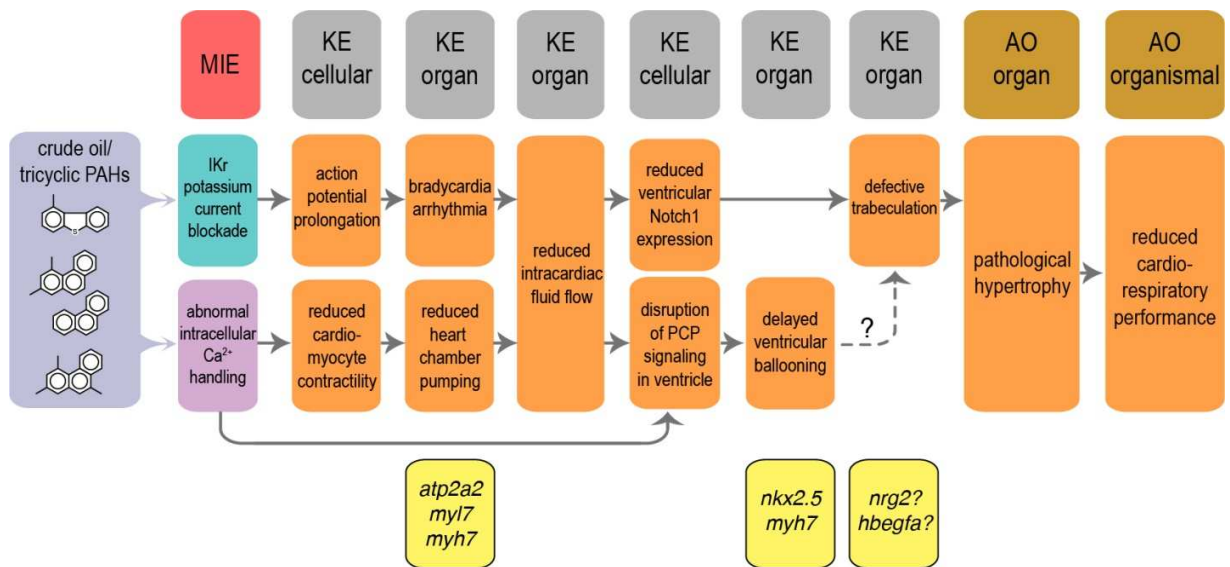 MIE
KE
cellular
KE
organ
KE
organ
KE
cellular
KE
organ
KE
organ
AO
organ
AO
organismal
crude oil/
tricyclic PAHs
S
IKr
potassium
current
blockade
action
potential
prolongation
bradycardia
arrhythmia
reduced
intracardiac
fluid flow
reduced
ventricular
Notch1
expression
defective
trabeculation
pathological
hypertrophy
reduced
cardio-
respiratory
performance
abnormal
intracellular
Ca²⁺
handling
reduced
cardio-
myocyte
contractility
reduced
heart
chamber
pumping
disruption
of PCP
signaling
in ventricle
delayed
ventricular
ballooning
?
atp2a2
myl7
myh7
nkx2.5
myh7
nrg2?
hbegfa?